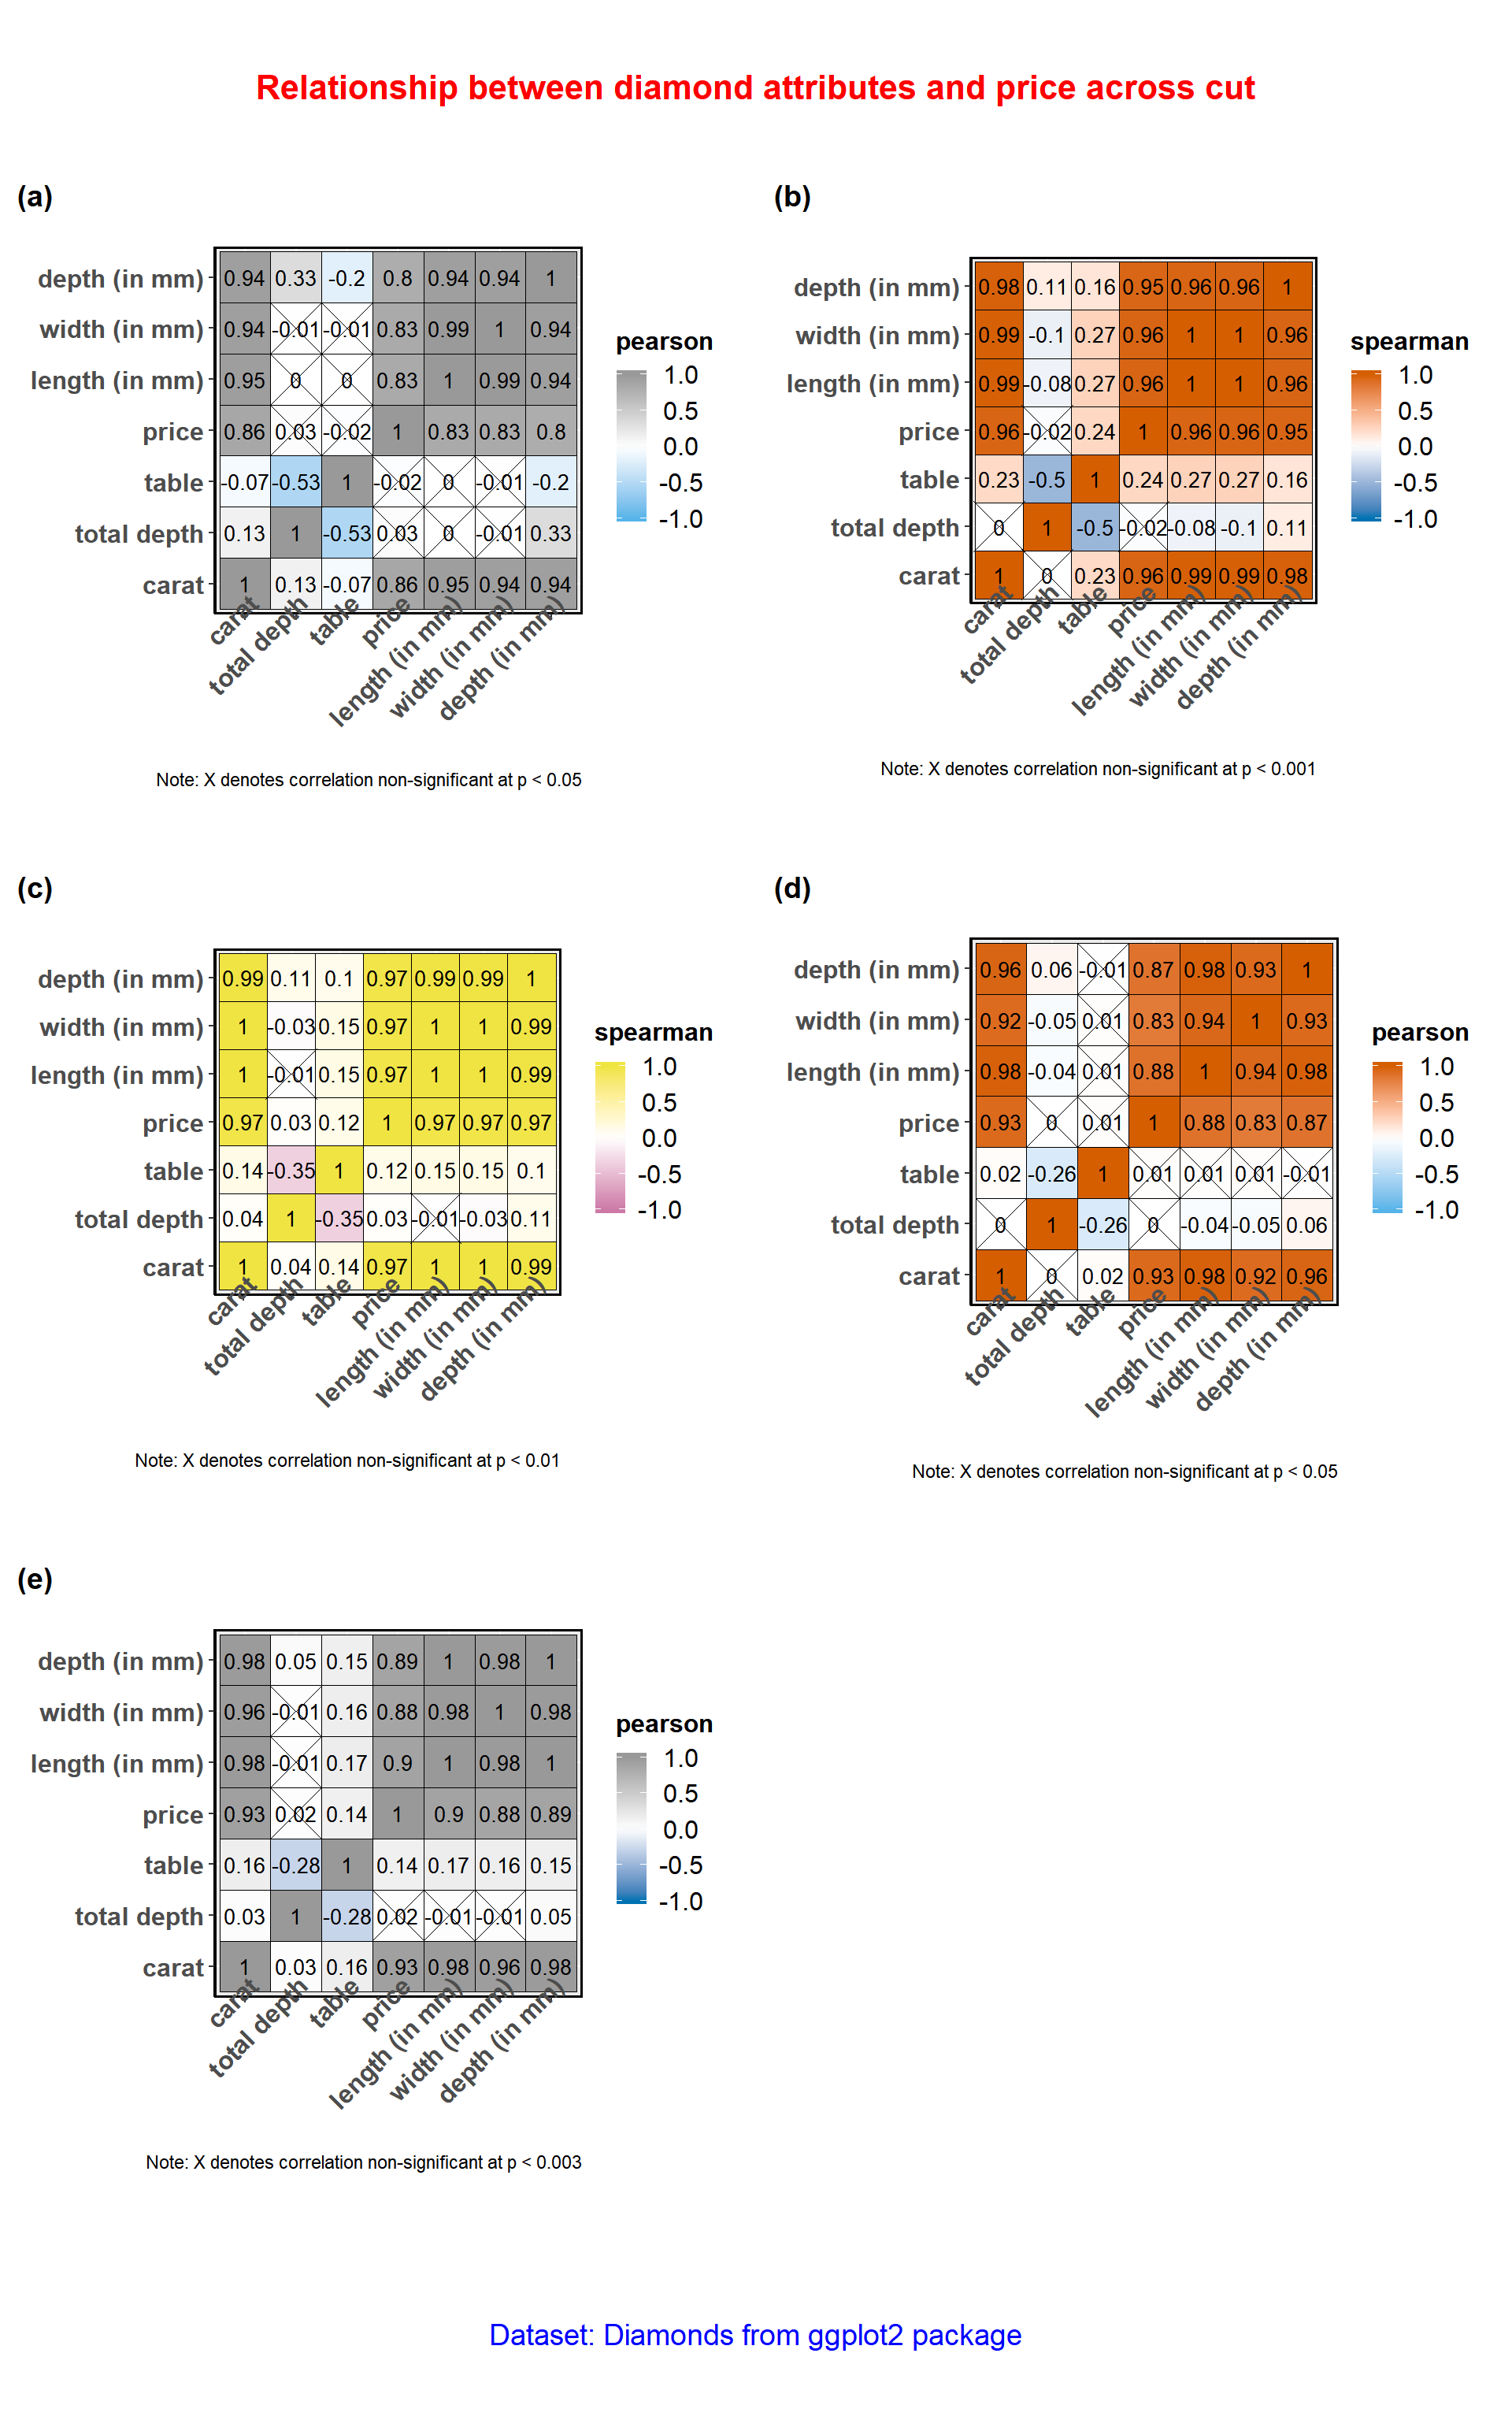 Relationship between diamond attributes and price across cut
(a)
depth (in mm) 0.94 0.33 -0.2 0.8 0.94 0.94 1
width (in mm) 0.94 -0.01 -0.01 0.83 0.99 1 0.94
length (in mm) 0.95 0 0 0.83 1 0.99 0.94
price 0.86 0.03 -0.02 1 0.83 0.83 0.8
table -0.07 -0.53 1 -0.02 0 -0.01 -0.2
total depth 0.13 1 -0.53 0.03 0 -0.01 0.33
carat 1 0.13 -0.07 0.86 0.95 0.94 0.94
carat total depth table price length (in mm) width (in mm) depth (in mm)
pearson
1.0
0.5
0.0
-0.5
-1.0
Note: X denotes correlation non-significant at p < 0.05
(b)
depth (in mm) 0.98 0.11 0.16 0.95 0.96 0.96 1
width (in mm) 0.99 -0.1 0.27 0.96 1 1 0.96
length (in mm) 0.99 -0.08 0.27 0.96 1 1 0.96
price 0.96 -0.02 0.24 1 0.96 0.96 0.95
table 0.23 -0.5 1 0.24 0.27 0.27 0.16
total depth 0 1 -0.5 -0.02 -0.08 -0.1 0.11
carat 1 0 0.23 0.96 0.99 0.99 0.98
carat total depth table price length (in mm) width (in mm) depth (in mm)
spearman
1.0
0.5
0.0
-0.5
-1.0
Note: X denotes correlation non-significant at p < 0.001
(c)
depth (in mm) 0.99 0.11 0.1 0.97 0.99 0.99 1
width (in mm) 1 -0.03 0.15 0.97 1 1 0.99
length (in mm) 1 -0.01 0.15 0.97 1 1 0.99
price 0.97 0.03 0.12 1 0.97 0.97 0.97
table 0.14 -0.35 1 0.12 0.15 0.15 0.1
total depth 0.04 1 -0.35 0.03 -0.01 -0.03 0.11
carat 1 0.04 0.14 0.97 1 1 0.99
carat total depth table price length (in mm) width (in mm) depth (in mm)
spearman
1.0
0.5
0.0
-0.5
-1.0
Note: X denotes correlation non-significant at p < 0.01
(d)
depth (in mm) 0.96 0.06 -0.01 0.87 0.98 0.93 1
width (in mm) 0.92 -0.05 0.01 0.83 0.94 1 0.93
length (in mm) 0.98 -0.04 0.01 0.88 1 0.94 0.98
price 0.93 0 0.01 1 0.88 0.83 0.87
table 0.02 -0.26 1 0.01 0.01 0.01 -0.01
total depth 0 1 -0.26 0 -0.04 -0.05 0.06
carat 1 0 0.02 0.93 0.98 0.92 0.96
carat total depth table price length (in mm) width (in mm) depth (in mm)
pearson
1.0
0.5
0.0
-0.5
-1.0
Note: X denotes correlation non-significant at p < 0.05
(e)
depth (in mm) 0.98 0.05 0.15 0.89 1 0.98 1
width (in mm) 0.96 -0.01 0.16 0.88 0.98 1 0.98
length (in mm) 0.98 -0.01 0.17 0.9 1 0.98 1
price 0.93 0.02 0.14 1 0.9 0.88 0.89
table 0.16 -0.28 1 0.14 0.17 0.16 0.15
total depth 0.03 1 -0.28 0.02 -0.01 -0.01 0.05
carat 1 0.03 0.16 0.93 0.98 0.96 0.98
carat total depth table price length (in mm) width (in mm) depth (in mm)
pearson
1.0
0.5
0.0
-0.5
-1.0
Note: X denotes correlation non-significant at p < 0.003
Dataset: Diamonds from ggplot2 package